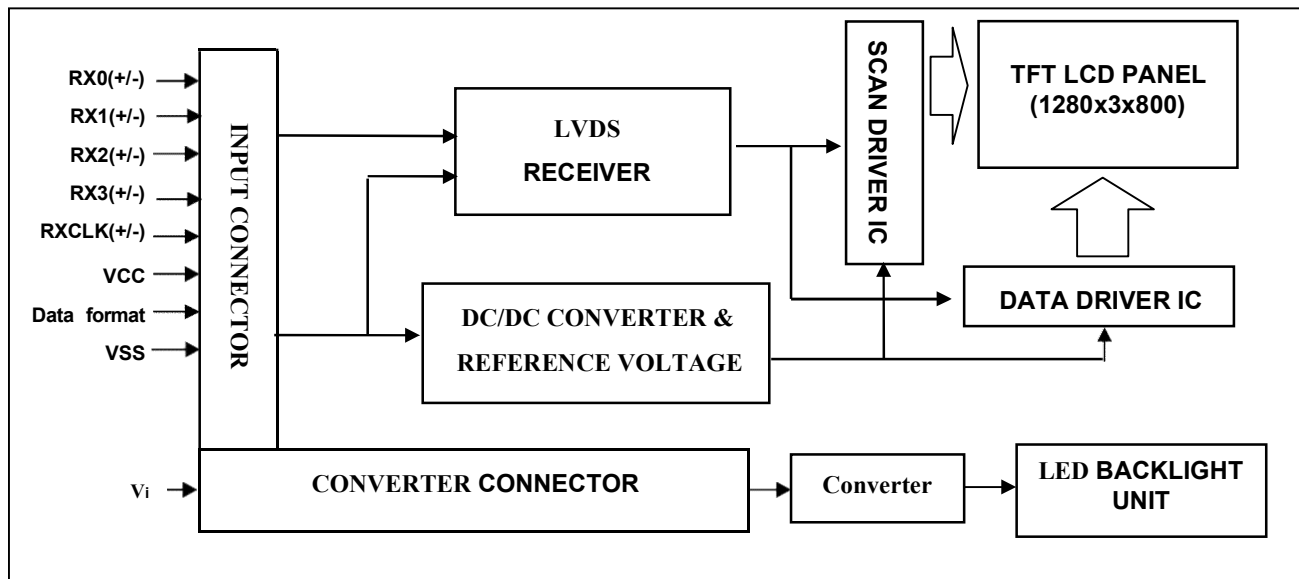 RX0(+/-)
RX1(+/-)
RX2(+/-)
RX3(+/-)
RXCLK(+/-)
VCC
Data format
VSS
Vi
INPUT CONNECTOR
LVDS
RECEIVER
DC/DC CONVERTER &
REFERENCE VOLTAGE
SCAN DRIVER IC
TFT LCD PANEL
(1280x3x800)
DATA DRIVER IC
CONVERTER CONNECTOR
Converter
LED BACKLIGHT
UNIT